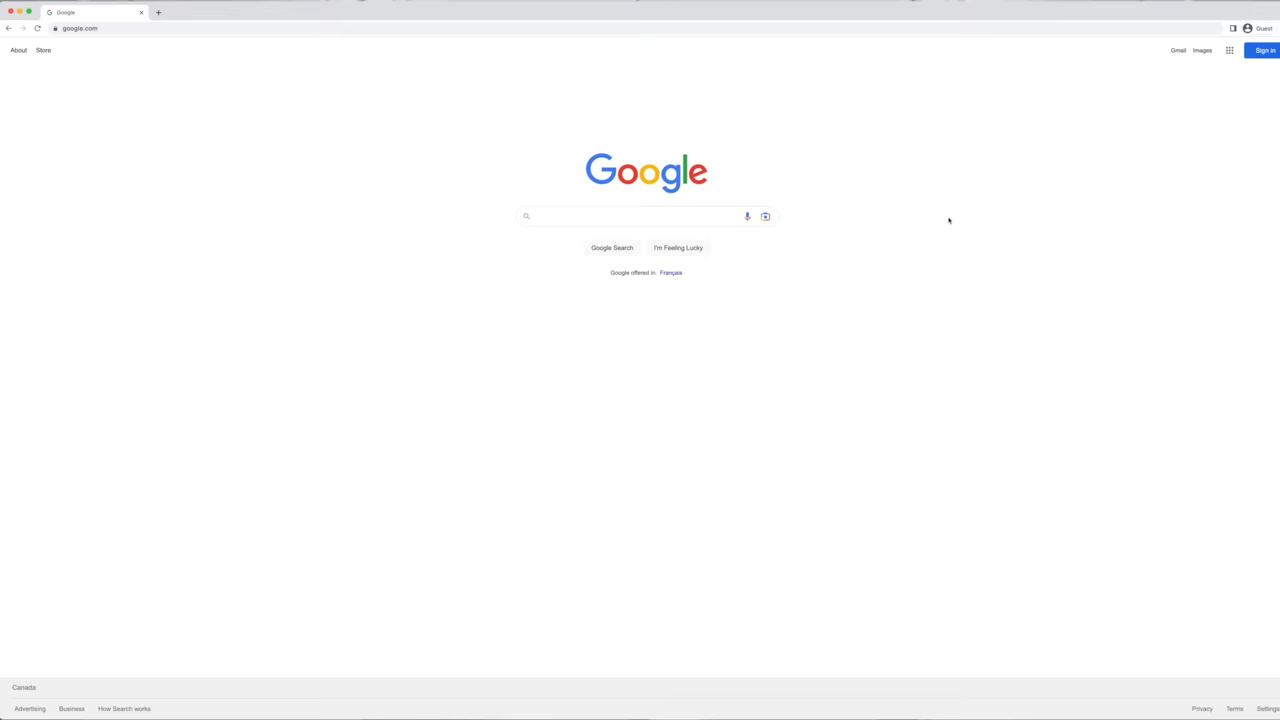 Google
google.com
Guest
About Store
Gmail Images
Sign in
Google
Google Search I'm Feeling Lucky
Google offered in: Français
Canada
Advertising Business How Search works
Privacy Terms Settings